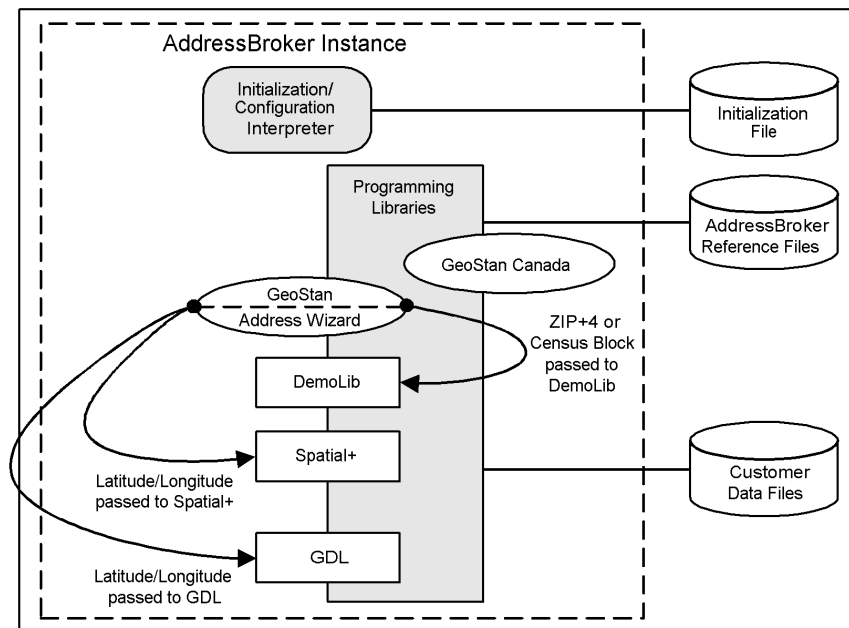 AddressBroker Instance
Initialization/
Configuration
Interpreter
Initialization
File
Programming
Libraries
AddressBroker
Reference Files
GeoStan Canada
GeoStan
Address Wizard
ZIP+4 or
Census Block
passed to
DemoLib
DemoLib
Spatial+
Latitude/Longitude
passed to Spatial+
Customer
Data Files
GDL
Latitude/Longitude
passed to GDL